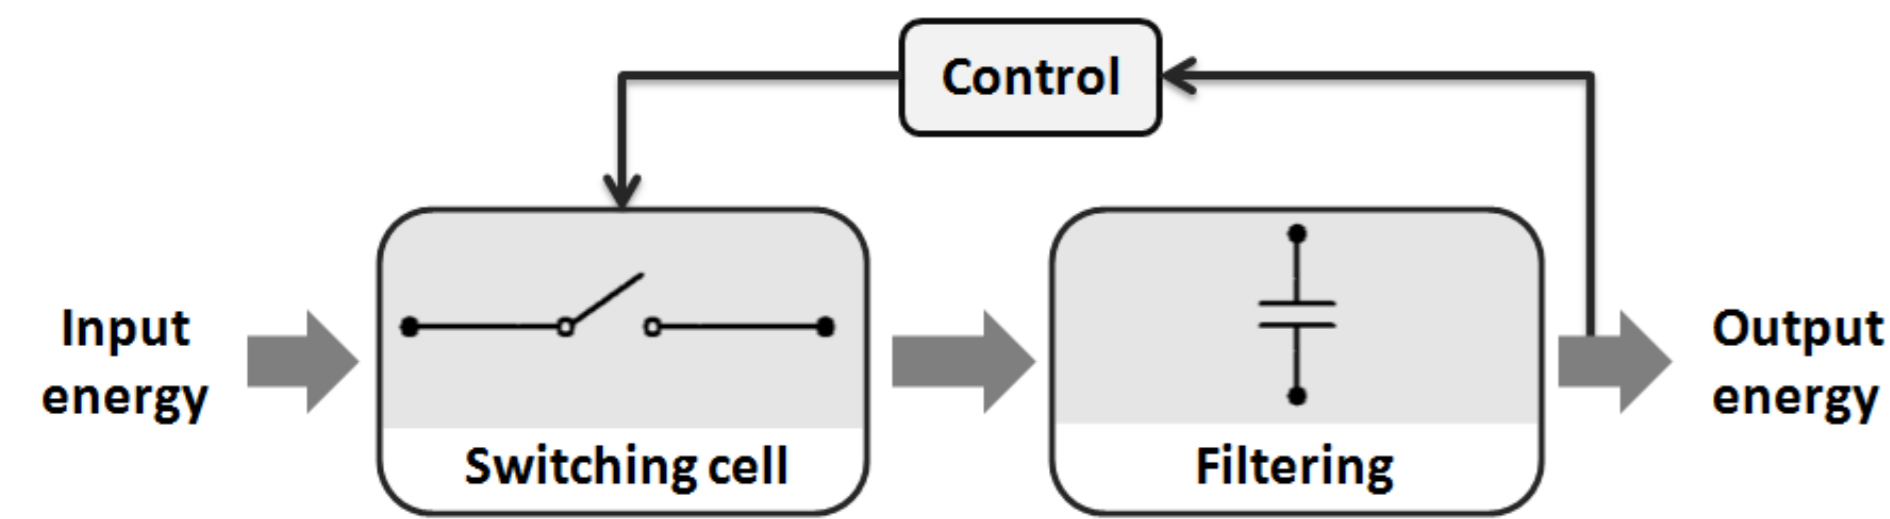 Control
Input
energy
Switching cell
Filtering
Output
energy